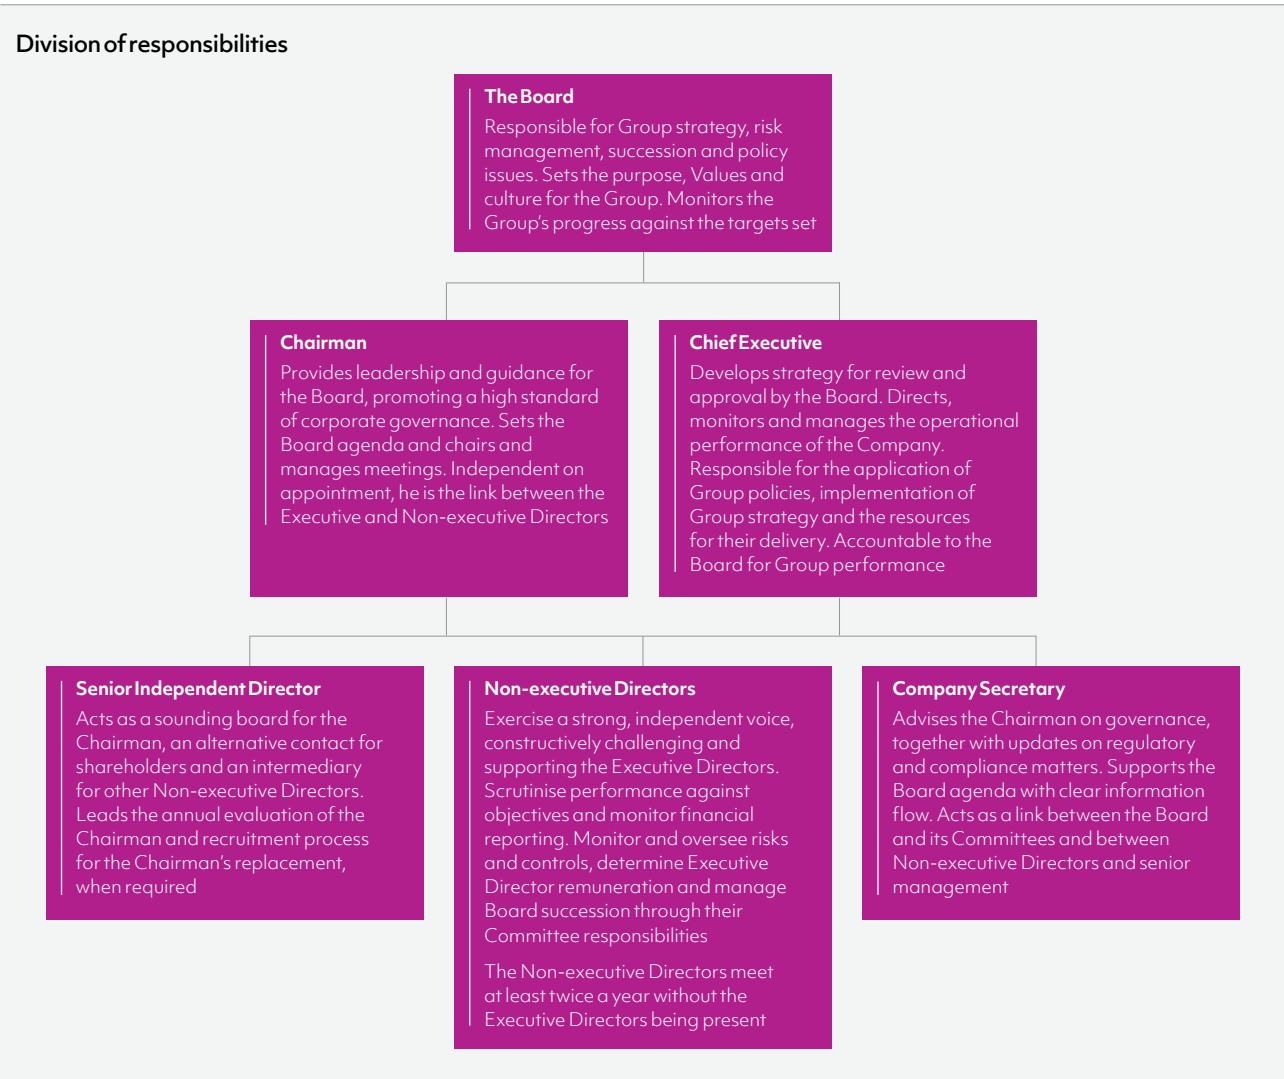 Division of responsibilities
The Board
Responsible for Group strategy, risk
management, succession and policy
issues. Sets the purpose, Values and
culture for the Group. Monitors the
Group’s progress against the targets set
Chairman
Provides leadership and guidance for
the Board, promoting a high standard
of corporate governance. Sets the
Board agenda and chairs and
manages meetings. Independent on
appointment, he is the link between the
Executive and Non-executive Directors
Chief Executive
Develops strategy for review and
approval by the Board. Directs,
monitors and manages the operational
performance of the Company.
Responsible for the application of
Group policies, implementation of
Group strategy and the resources
for their delivery. Accountable to the
Board for Group performance
Senior Independent Director
Acts as a sounding board for the
Chairman, an alternative contact for
shareholders and an intermediary
for other Non-executive Directors.
Leads the annual evaluation of the
Chairman and recruitment process
for the Chairman’s replacement,
when required
Non-executive Directors
Exercise a strong, independent voice,
constructively challenging and
supporting the Executive Directors.
Scrutinise performance against
objectives and monitor financial
reporting. Monitor and oversee risks
and controls, determine Executive
Director remuneration and manage
Board succession through their
Committee responsibilities
The Non-executive Directors meet
at least twice a year without the
Executive Directors being present
Company Secretary
Advises the Chairman on governance,
together with updates on regulatory
and compliance matters. Supports the
Board agenda with clear information
flow. Acts as a link between the Board
and its Committees and between
Non-executive Directors and senior
management